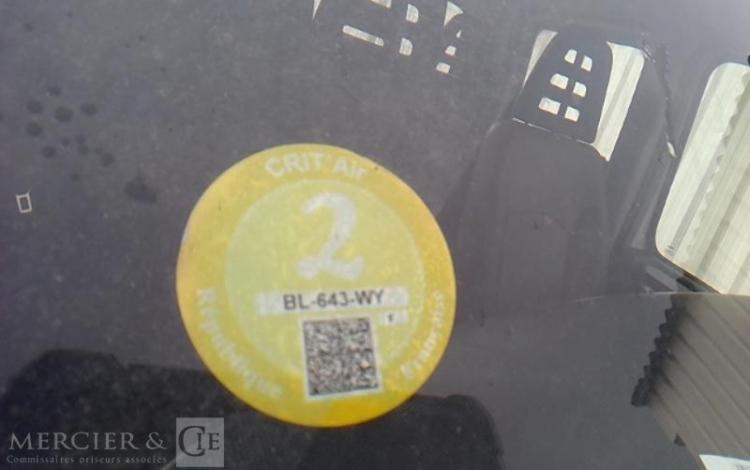 CRIT'Air
2
BL-643-WY
République Française
MERCIER & CIE
Commissaires priseurs associés